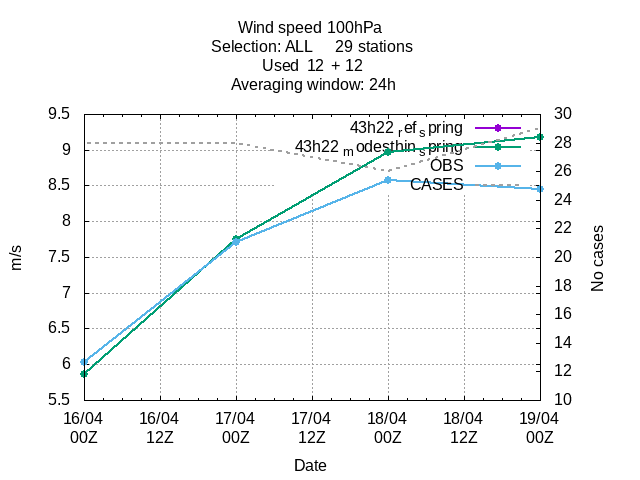 Wind speed 100hPa
Selection: ALL 29 stations
Used 12 + 12
Averaging window: 24h
43h22 ref spring
43h22 modesthin spring
OBS
CASES
9.5
9
8.5
8
7.5
7
6.5
6
5.5
30
28
26
24
22
20
18
16
14
12
10
m/s
No cases
16/04 16/04 17/04 17/04 18/04 18/04 19/04
00Z 12Z 00Z 12Z 00Z 12Z 00Z
Date